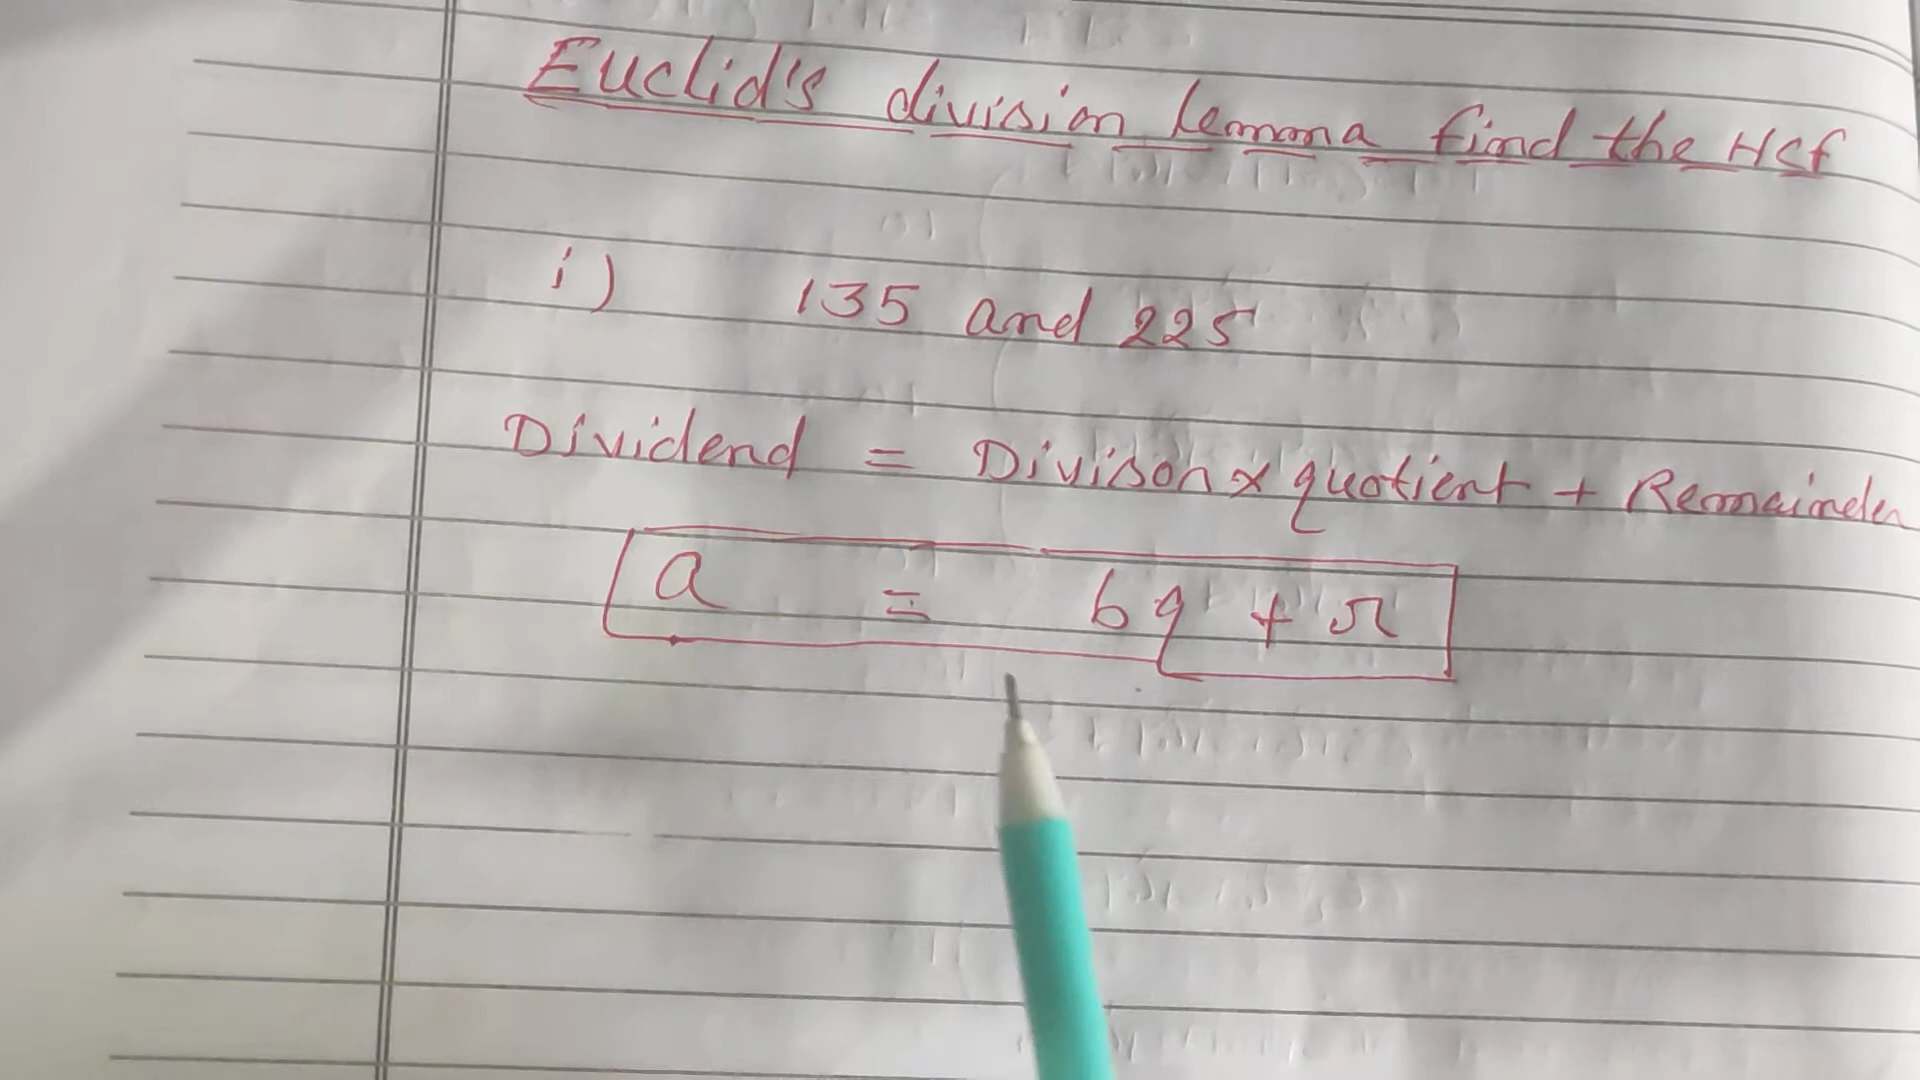 Euclid's division lemma find the Hcf
i) 135 and 225
Dividend = Divison x quotient + Remainder
a = bq + r